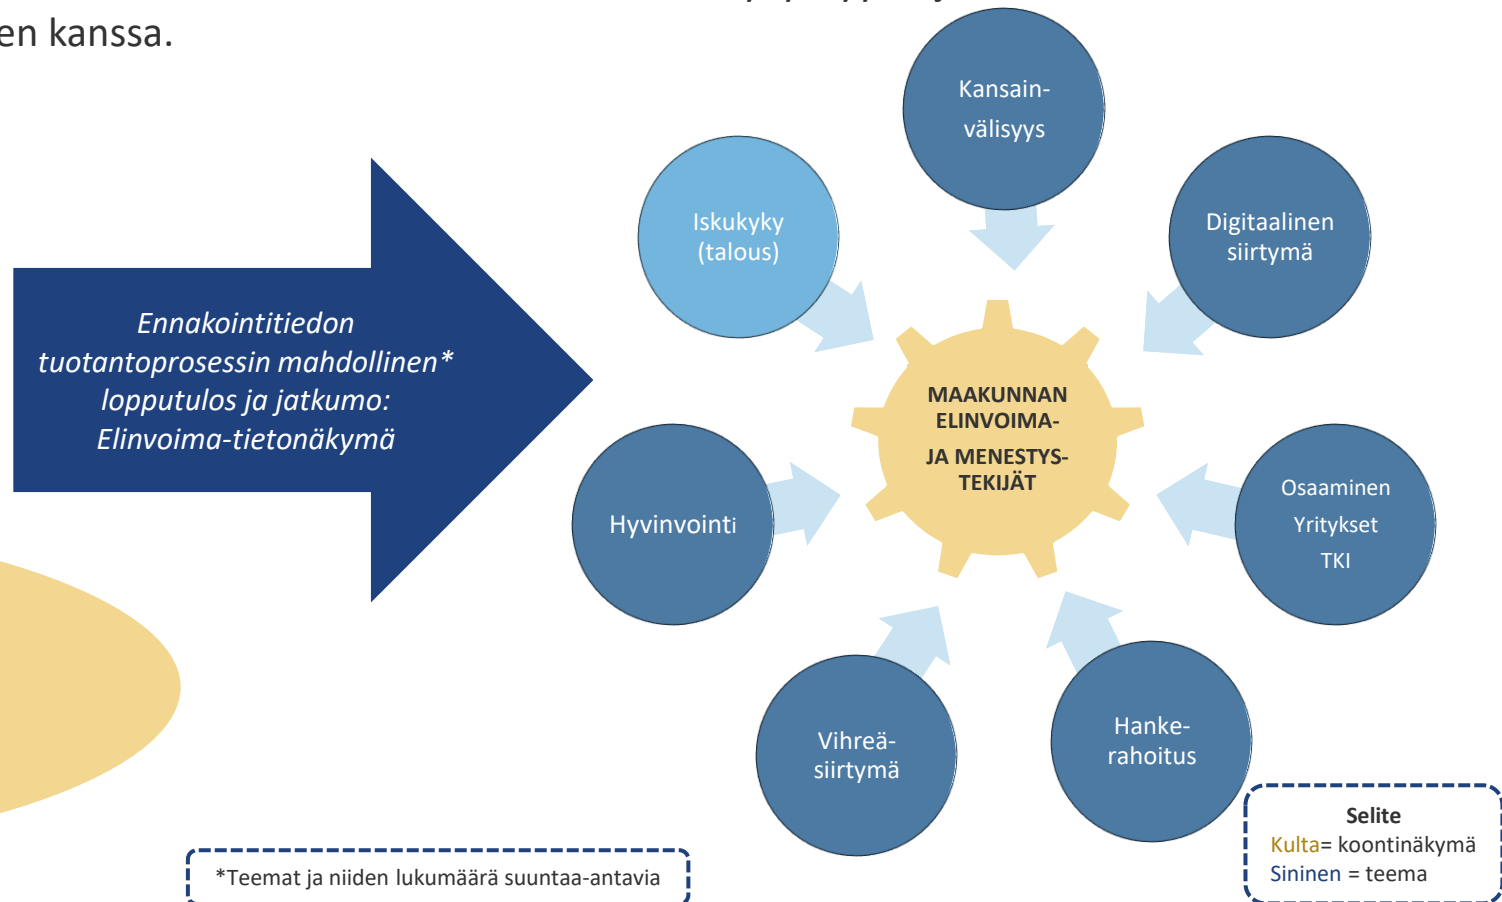 en kanssa.
Kansain-
välisyys
Iskukyky
(talous)
Digitaalinen
siirtymä
Ennakointitiedon
tuotantoprosessin mahdollinen*
lopputulos ja jatkumo:
Elinvoima-tietonäkymä
MAAKUNNAN
ELINVOIMA-
JA MENESTYS-
TEKIJÄT
Hyvinvointi
Osaaminen
Yritykset
TKI
Vihreä-
siirtymä
Hanke-
rahoitus
Selite
Kulta= koontinäkymä
Sininen = teema
*Teemat ja niiden lukumäärä suuntaa-antavia